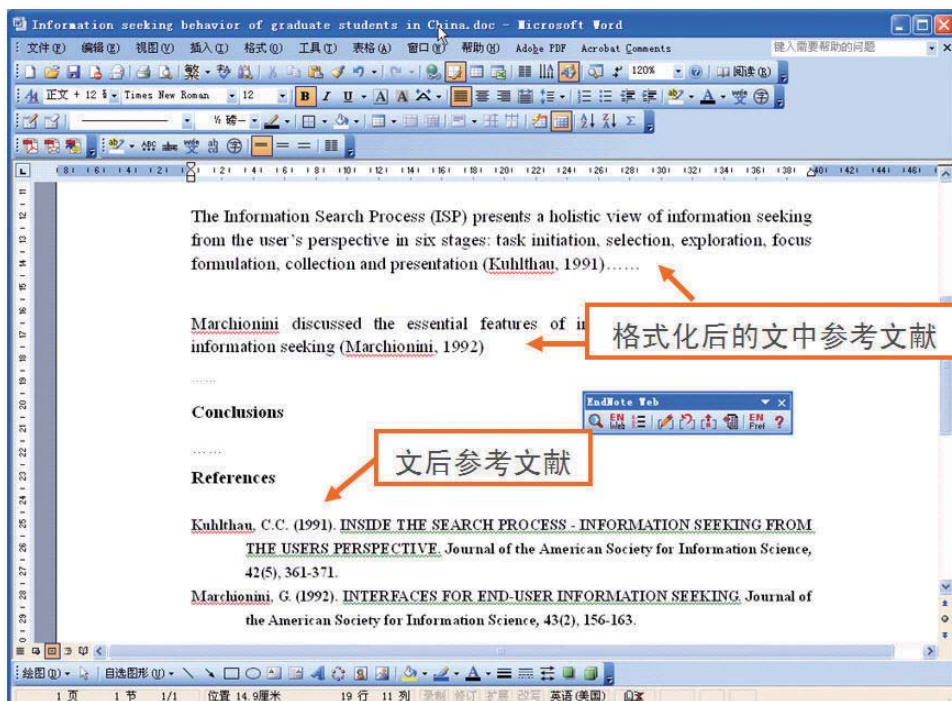 Information seeking behavior of graduate students in China.doc - Microsoft Word
文件(F) 编辑(E) 视图(V) 插入(I) 格式(O) 工具(T) 表格(A) 窗口(W) 帮助(H) Adobe PDF Acrobat Comments 键入需要帮助的问题
繁 120% 阅读(R)
正文 + 12 Times New Roman 12 B I U A A A
½ 磅
The Information Search Process (ISP) presents a holistic view of information seeking
from the user's perspective in six stages: task initiation, selection, exploration, focus
formulation, collection and presentation (Kuhlthau, 1991)……
Marchionini discussed the essential features of in
格式化后的文中参考文献
information seeking (Marchionini, 1992)
……
Conclusions
EndNote Web
EN Web EN Pref ?
……
文后参考文献
References
Kuhlthau, C.C. (1991). INSIDE THE SEARCH PROCESS - INFORMATION SEEKING FROM
THE USERS PERSPECTIVE. Journal of the American Society for Information Science,
42(5), 361-371.
Marchionini, G. (1992). INTERFACES FOR END-USER INFORMATION SEEKING. Journal of
the American Society for Information Science, 43(2), 156-163.
绘图(D) 自选图形(U)
1 页 1 节 1/1 位置 14.9厘米 19 行 11 列 录制 修订 扩展 改写 英语(美国)